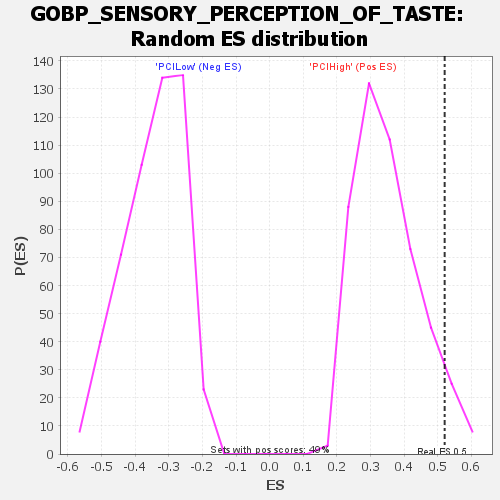 GOBP_SENSORY_PERCEPTION_OF_TASTE:
Random ES distribution
'PCILow' (Neg ES)
'PCIHigh' (Pos ES)
140
130
120
110
100
90
80
70
60
50
40
30
20
10
0
P(ES)
Sets with pos scores: 49%
Real ES 0.5
-0.6 -0.5 -0.4 -0.3 -0.2 -0.1 0.0 0.1 0.2 0.3 0.4 0.5 0.6
ES